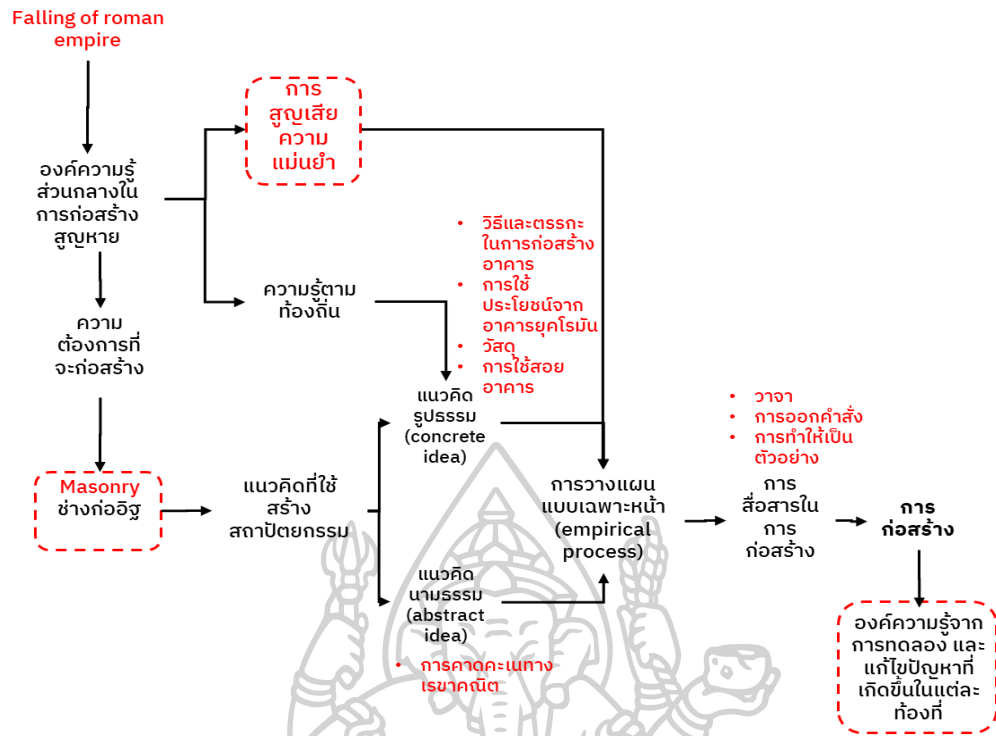 Falling of roman
empire
การ
สูญเสีย
ความ
แม่นยำ
องค์ความรู้
ส่วนกลางใน
การก่อสร้าง
สูญหาย
ความรู้ตาม
ท้องถิ่น
• วิธีและตรรกะ
ในการก่อสร้าง
อาคาร
• การใช้
ประโยชน์จาก
อาคารยุคโรมัน
• วัสดุ
• การใช้สอย
อาคาร
ความ
ต้องการที่
จะก่อสร้าง
Masonry
ช่างก่ออิฐ
แนวคิดที่ใช้
สร้าง
สถาปัตยกรรม
แนวคิด
รูปธรรม
(concrete
idea)
แนวคิด
นามธรรม
(abstract
idea)
• การคาดคะเนทาง
เรขาคณิต
การวางแผน
แบบเฉพาะหน้า
(empirical
process)
• วาจา
• การออกคำสั่ง
• การทำให้เป็น
ตัวอย่าง
การ
สื่อสารใน
การ
ก่อสร้าง
การ
ก่อสร้าง
องค์ความรู้จาก
การทดลอง และ
แก้ไขปัญหาที่
เกิดขึ้นในแต่ละ
ท้องที่